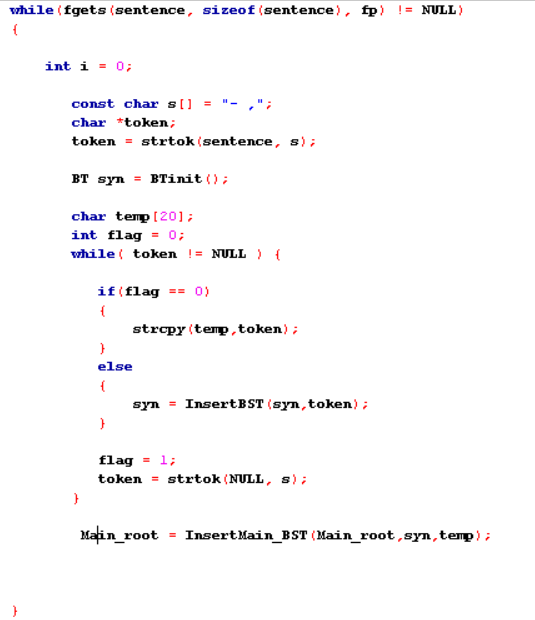 while(fgets(sentence, sizeof(sentence), fp) != NULL)
{
int i = 0;
const char s[] = "- ,";
char *token;
token = strtok(sentence, s);
BT syn = BTinit();
char temp[20];
int flag = 0;
while( token != NULL ) {
if(flag == 0)
{
strcpy(temp,token);
}
else
{
syn = InsertBST(syn,token);
}
flag = 1;
token = strtok(NULL, s);
}
Main_root = InsertMain_BST(Main_root,syn,temp);
}